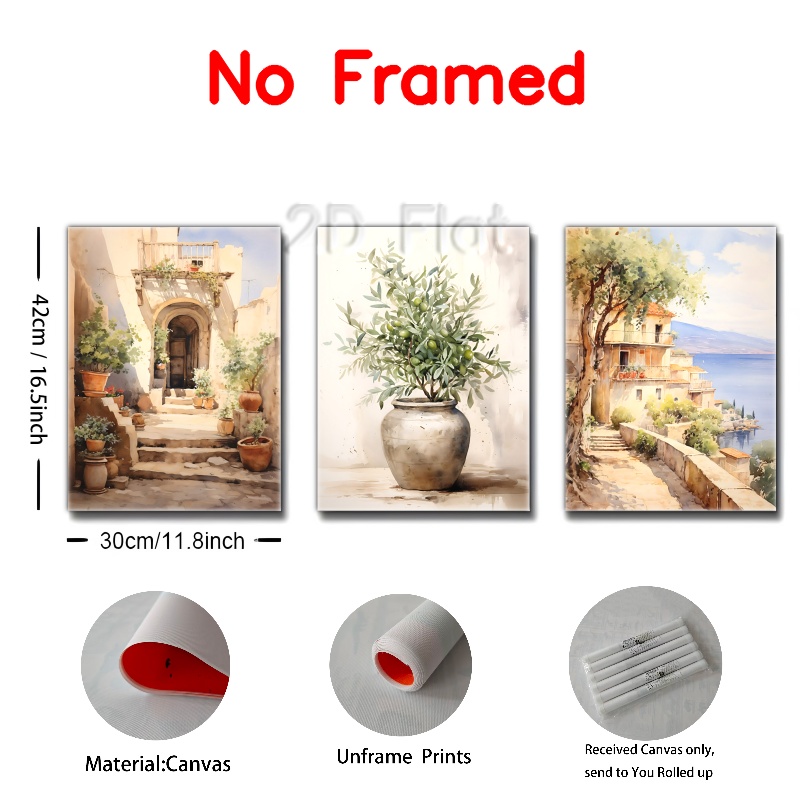 No Framed
2D Flat
42cm / 16.5inch
30cm/11.8inch
Material:Canvas
Unframe Prints
Received Canvas only,
send to You Rolled up